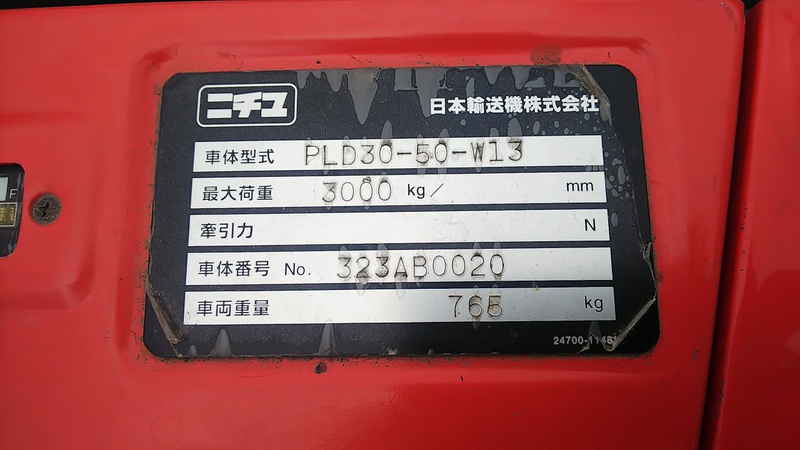 ニチユ 日本輸送機株式会社
車体型式 PLD30-50-W13
最大荷重 3000 kg/ mm
牽引力 N
車体番号 No. 323AB0020
車両重量 765 kg
F